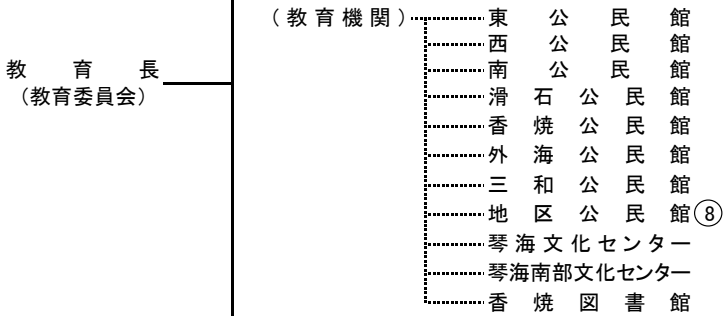 教育長
（教育委員会）
（教育機関）
東公民館
西公民館
南公民館
滑石公民館
香焼公民館
外海公民館
三和公民館
地区公民館⑧
琴海文化センター
琴海南部文化センター
香焼図書館